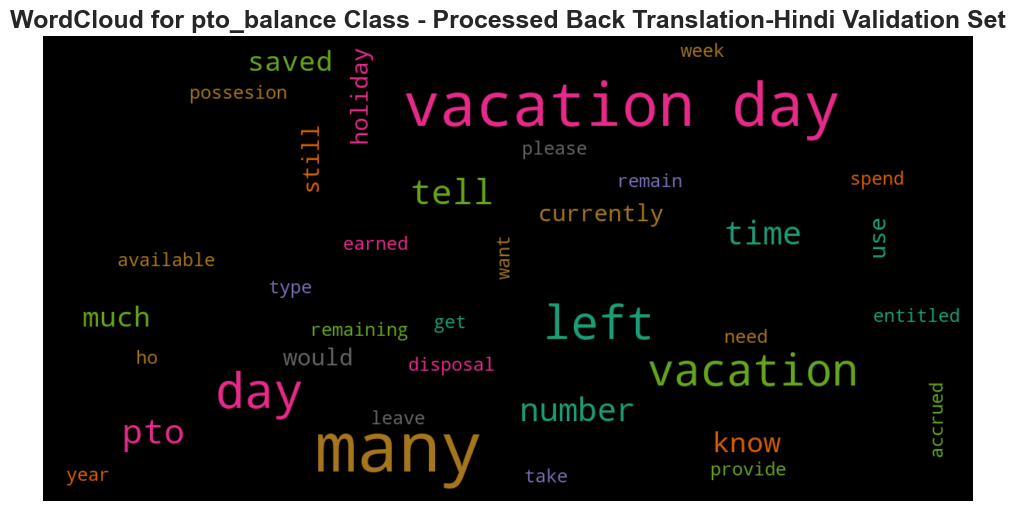 WordCloud for pto_balance Class - Processed Back Translation-Hindi Validation Set
week
saved
holiday
possesion
vacation day
still
please
tell
remain
spend
currently
time
use
earned
want
available
type
much
remaining
get
left
entitled
need
ho
would
disposal
vacation
day
number
accrued
pto
leave
many
know
year
take
provide